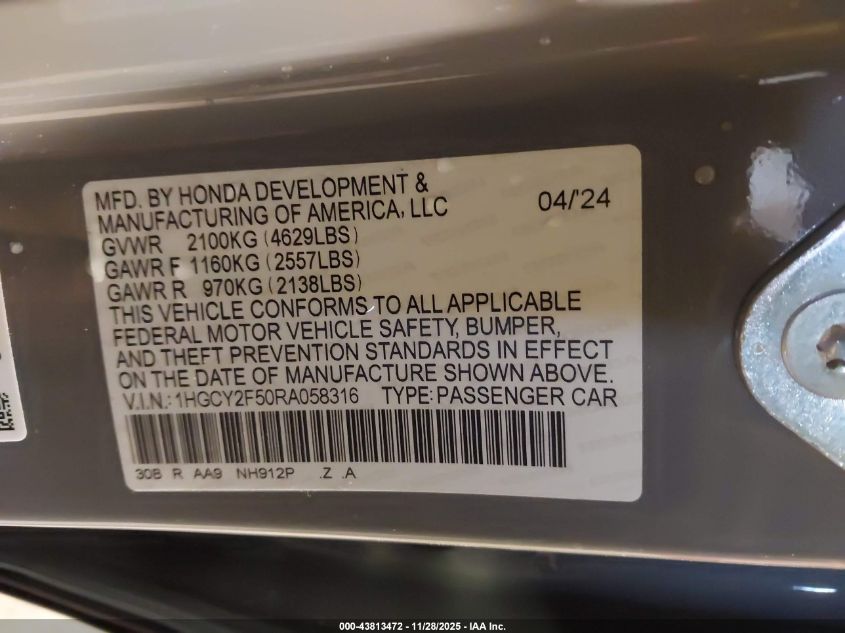 MFD. BY HONDA DEVELOPMENT &
MANUFACTURING OF AMERICA, LLC 04/'24
GVWR 2100KG (4629LBS)
GAWR F 1160KG (2557LBS)
GAWR R 970KG (2138LBS)
THIS VEHICLE CONFORMS TO ALL APPLICABLE
FEDERAL MOTOR VEHICLE SAFETY, BUMPER,
AND THEFT PREVENTION STANDARDS IN EFFECT
ON THE DATE OF MANUFACTURE SHOWN ABOVE.
V.I.N.: 1HGCY2F50RA058316 TYPE: PASSENGER CAR
30B R AA9 NH912P .Z .A
000-43813472 | 11/28/2025 - IAA Inc.